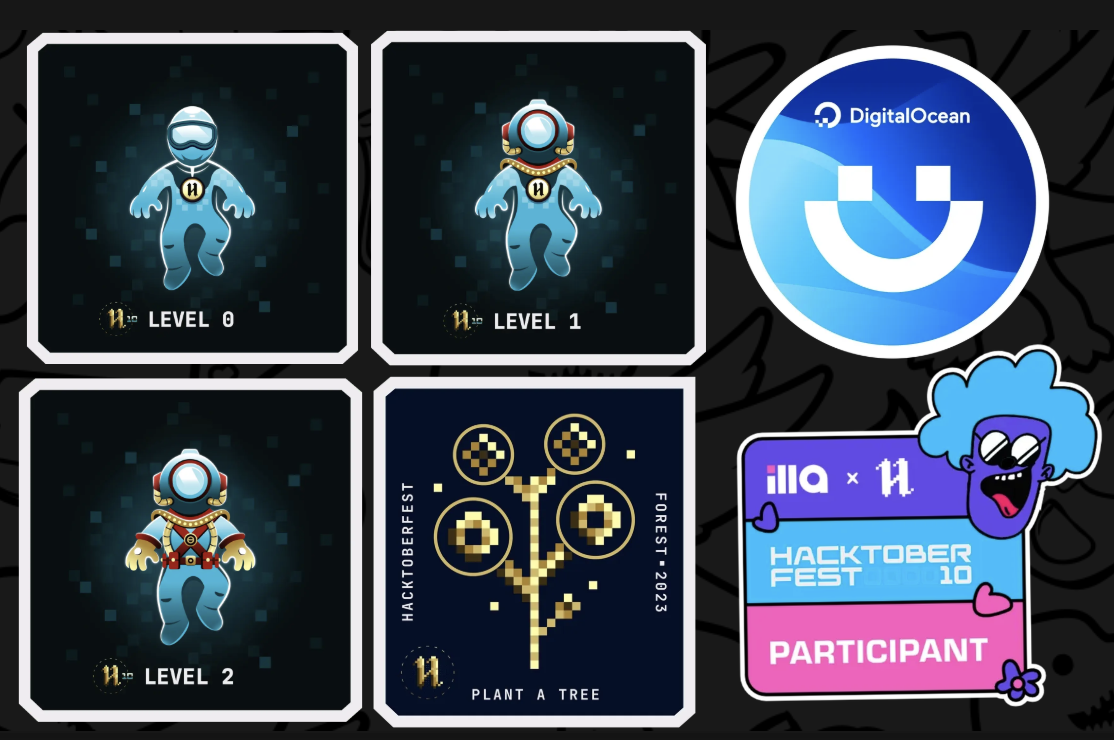 LEVEL 0
LEVEL 1
DigitalOcean
LEVEL 2
HACKTOBERFEST
FOREST▪2023
PLANT A TREE
illa × H
HACKTOBER
FEST 10
PARTICIPANT